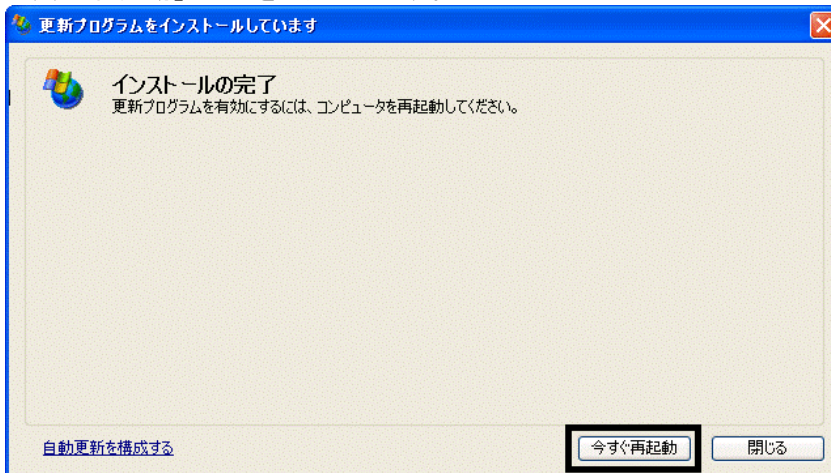 更新プログラムをインストールしています
インストールの完了
更新プログラムを有効にするには、コンピュータを再起動してください。
自動更新を構成する
今すぐ再起動
閉じる